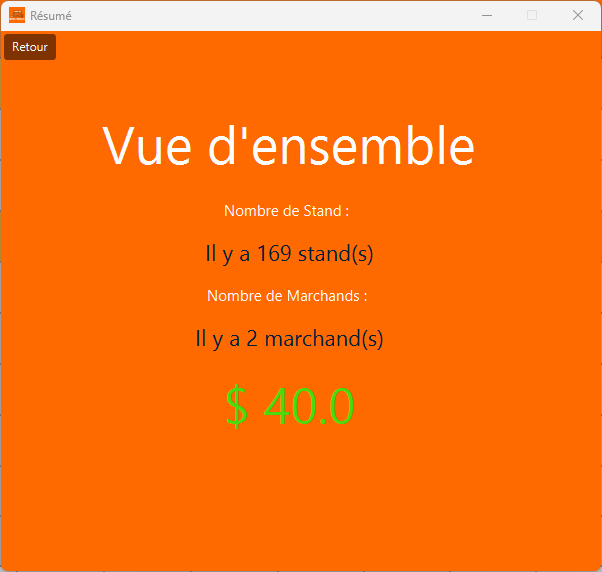 Résumé
Retour
Vue d'ensemble
Nombre de Stand :
Il y a 169 stand(s)
Nombre de Marchands :
Il y a 2 marchand(s)
$ 40.0